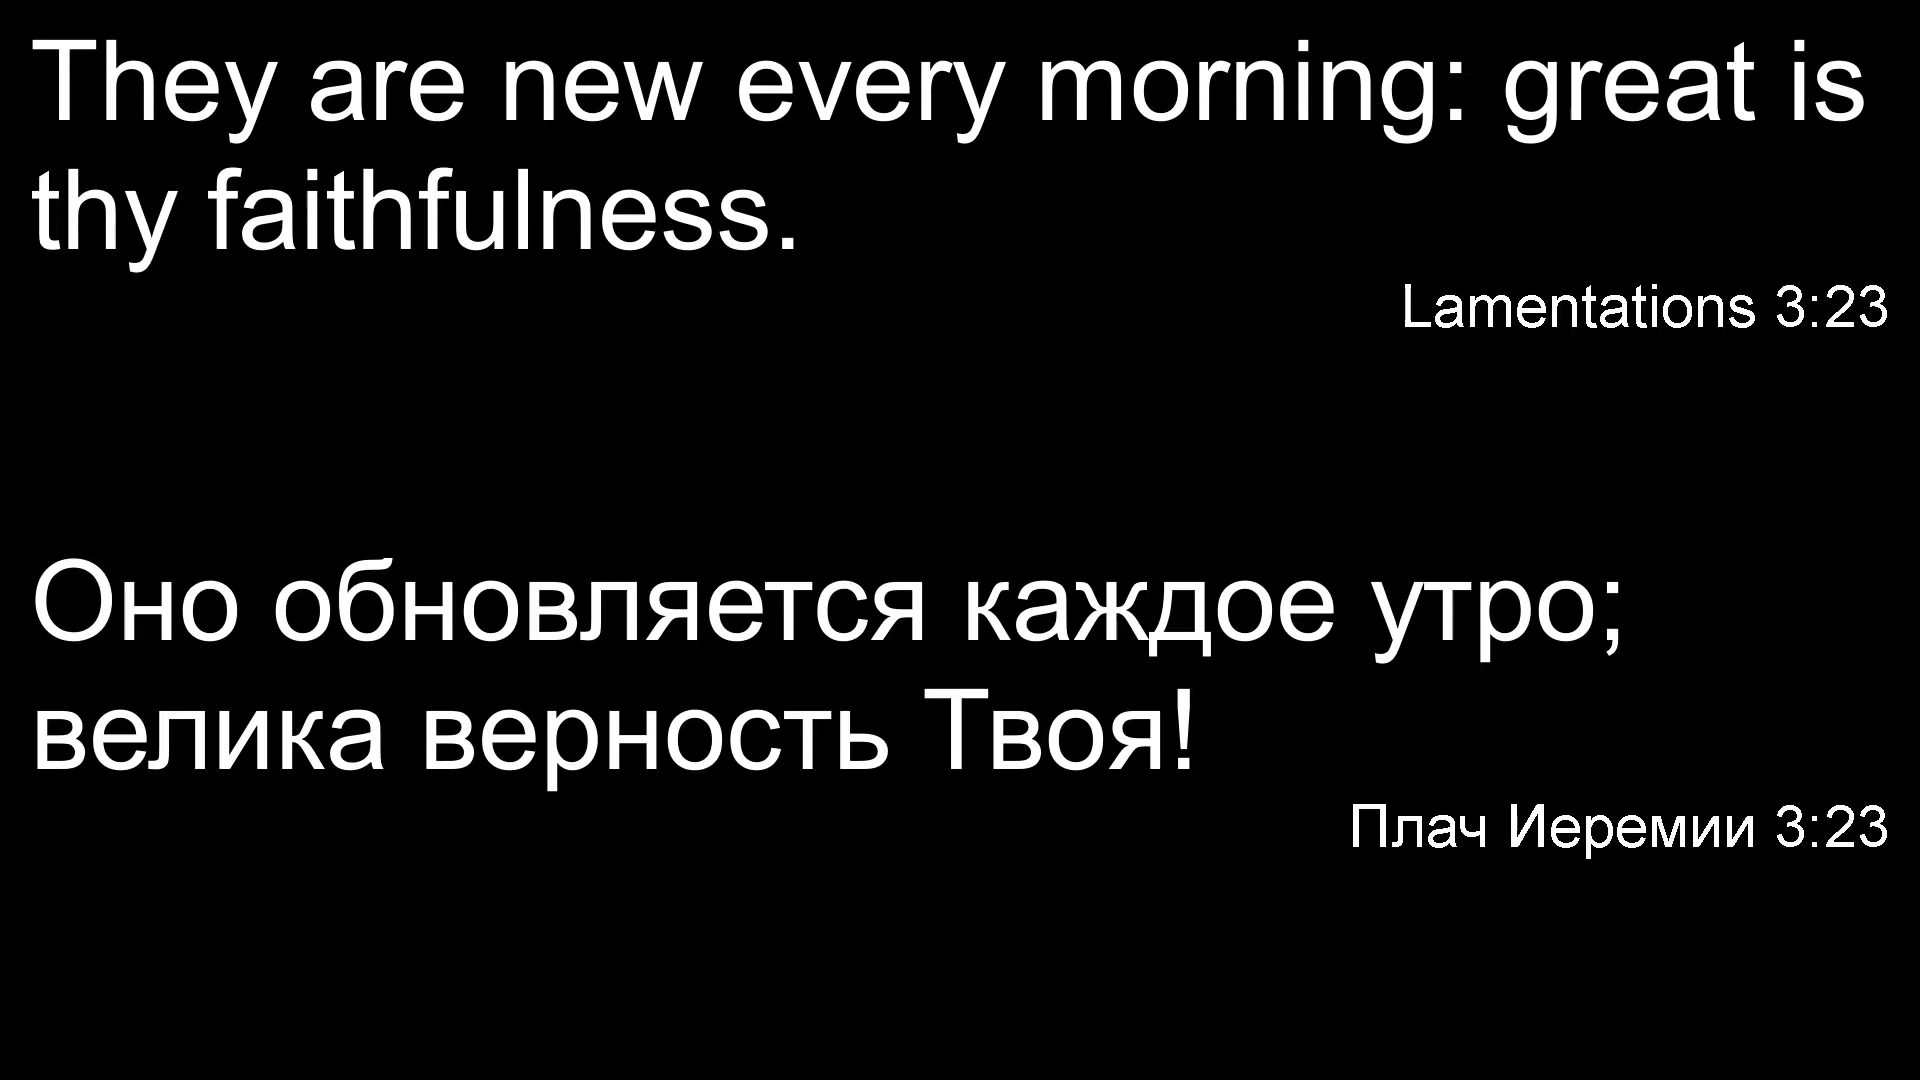 They are new every morning: great is
thy faithfulness.
Lamentations 3:23
Оно обновляется каждое утро;
велика верность Твоя!
Плач Иеремии 3:23